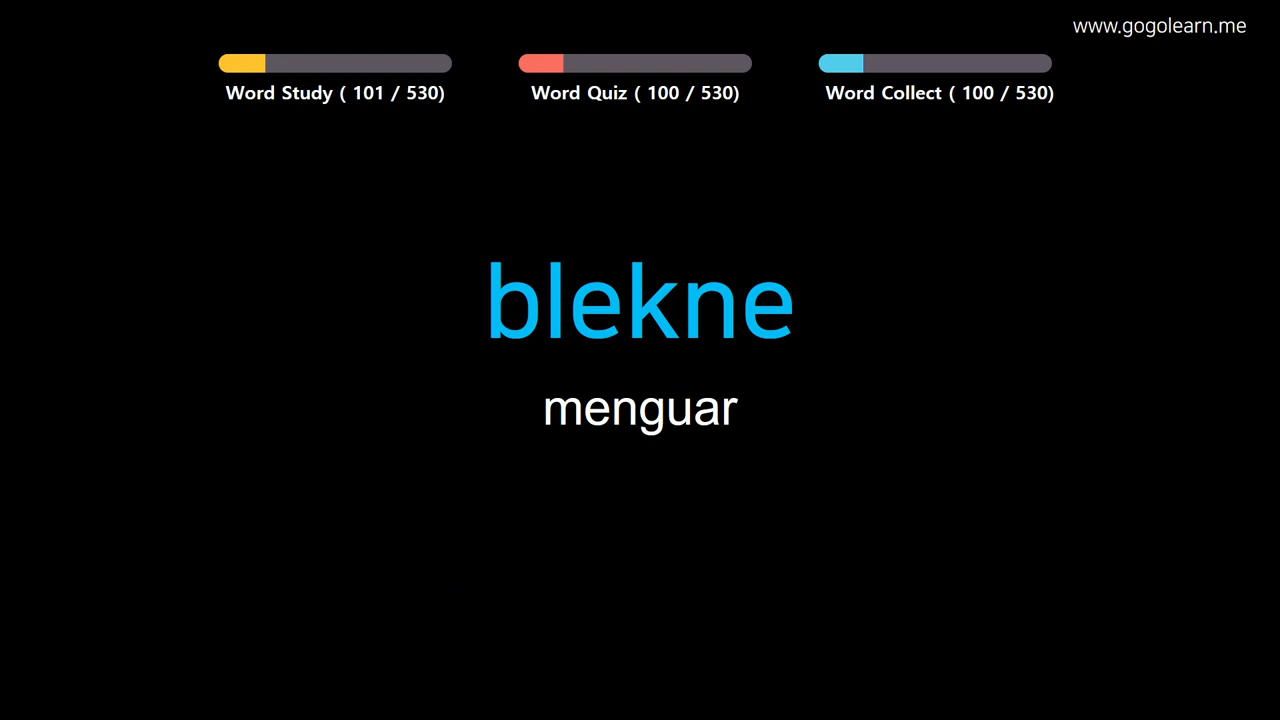 www.gogolearn.me
Word Study ( 101 / 530)
Word Quiz ( 100 / 530)
Word Collect ( 100 / 530)
blekne
menguar